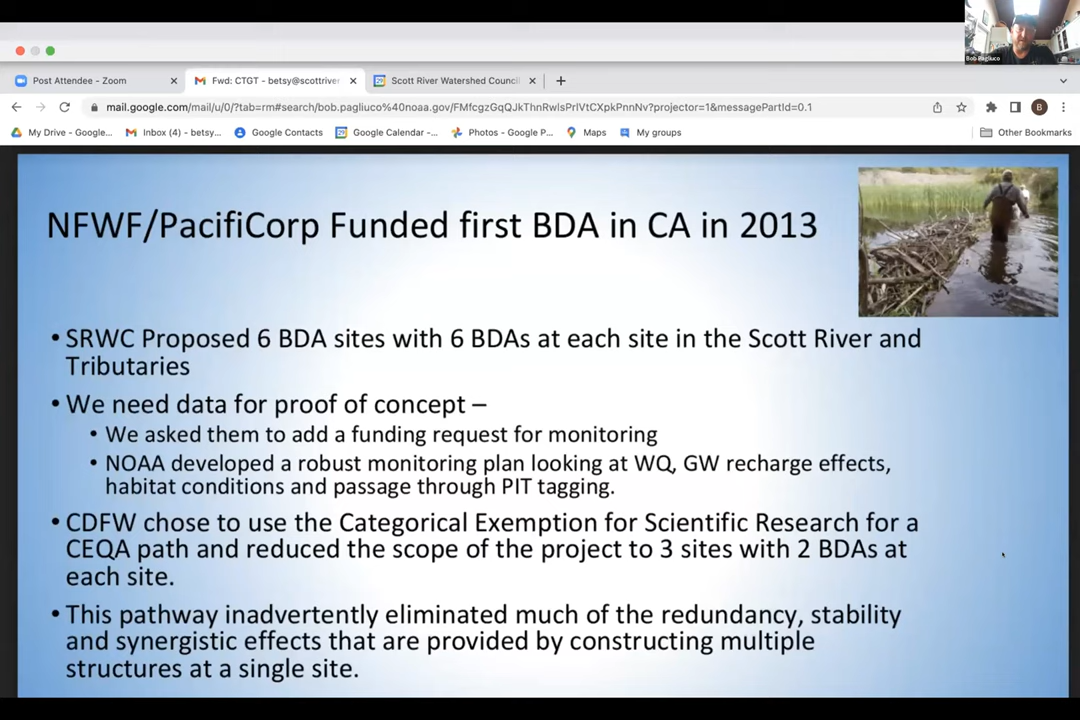 Bob Pagliuco
Post Attendee - Zoom
Fwd: CTGT - betsy@scottriver
Scott River Watershed Council
mail.google.com/mail/u/0/?tab=rm#search/bob.pagliuco%40noaa.gov/FMfcgzGqQJkThnRwlsPrIVtCXpkPnnNv?projector=1&messagePartId=0.1
B
My Drive - Google...
Inbox (4) - betsy...
Google Contacts
Google Calendar -...
Photos - Google P...
Maps
My groups
Other Bookmarks
NFWF/PacifiCorp Funded first BDA in CA in 2013
• SRWC Proposed 6 BDA sites with 6 BDAs at each site in the Scott River and
Tributaries
• We need data for proof of concept –
• We asked them to add a funding request for monitoring
• NOAA developed a robust monitoring plan looking at WQ, GW recharge effects,
habitat conditions and passage through PIT tagging.
• CDFW chose to use the Categorical Exemption for Scientific Research for a
CEQA path and reduced the scope of the project to 3 sites with 2 BDAs at
each site.
• This pathway inadvertently eliminated much of the redundancy, stability
and synergistic effects that are provided by constructing multiple
structures at a single site.